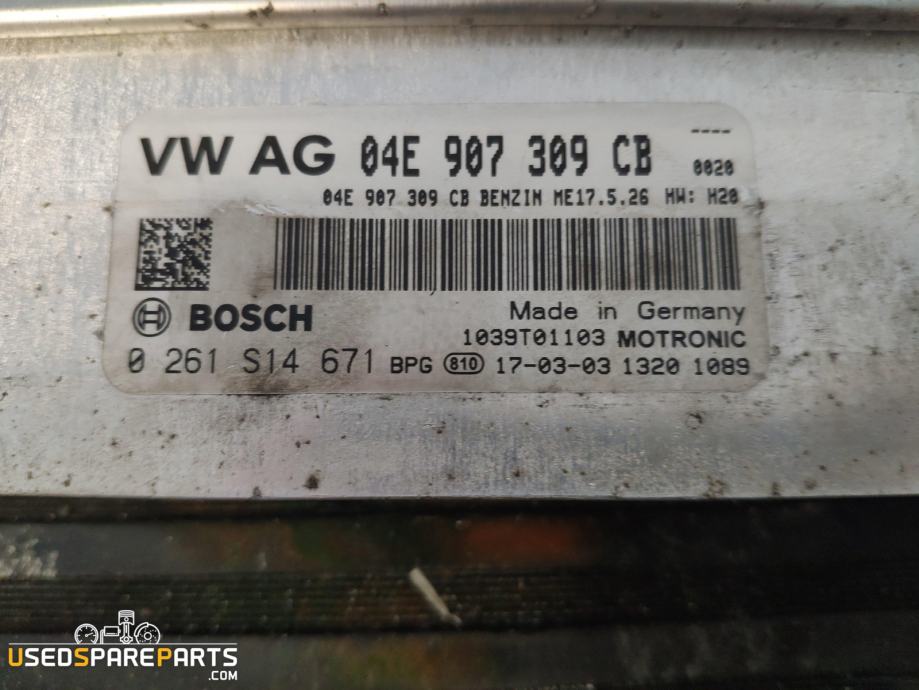 VW AG 04E 907 309 CB ----
0020
04E 907 309 CB BENZIN ME17.5.26 HW: H20
BOSCH
Made in Germany
1039T01103 MOTRONIC
0 261 S14 671 BPG 810 17-03-03 1320 1089
USEDSPAREPARTS
.COM